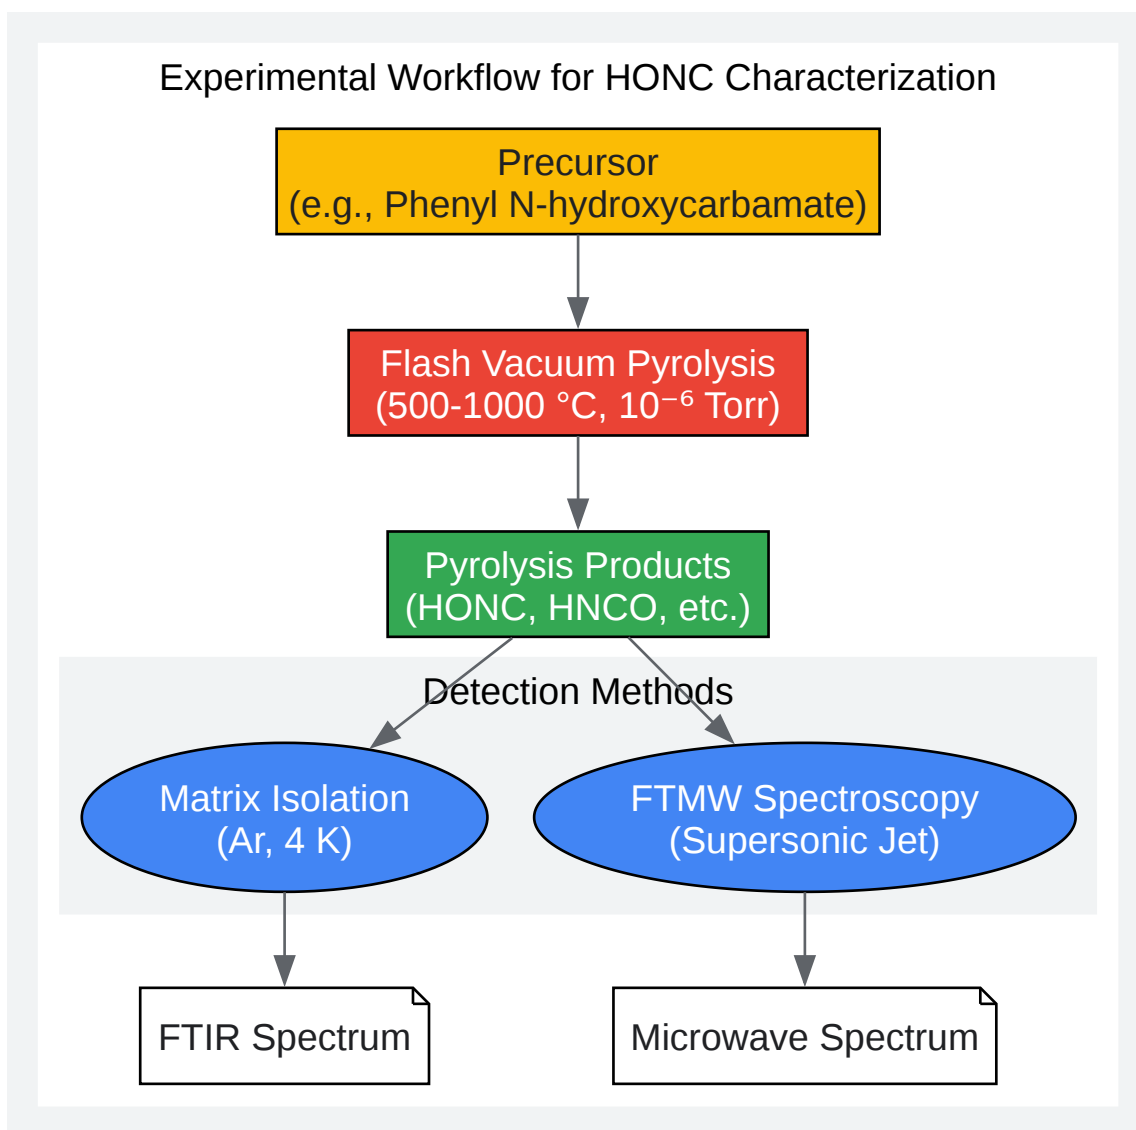 Experimental Workflow for HONC Characterization
Precursor
(e.g., Phenyl N-hydroxycarbamate)
Flash Vacuum Pyrolysis
(500-1000 °C, 10⁻⁶ Torr)
Pyrolysis Products
(HONC, HNCO, etc.)
Detection Methods
Matrix Isolation
(Ar, 4 K)
FTMW Spectroscopy
(Supersonic Jet)
FTIR Spectrum
Microwave Spectrum